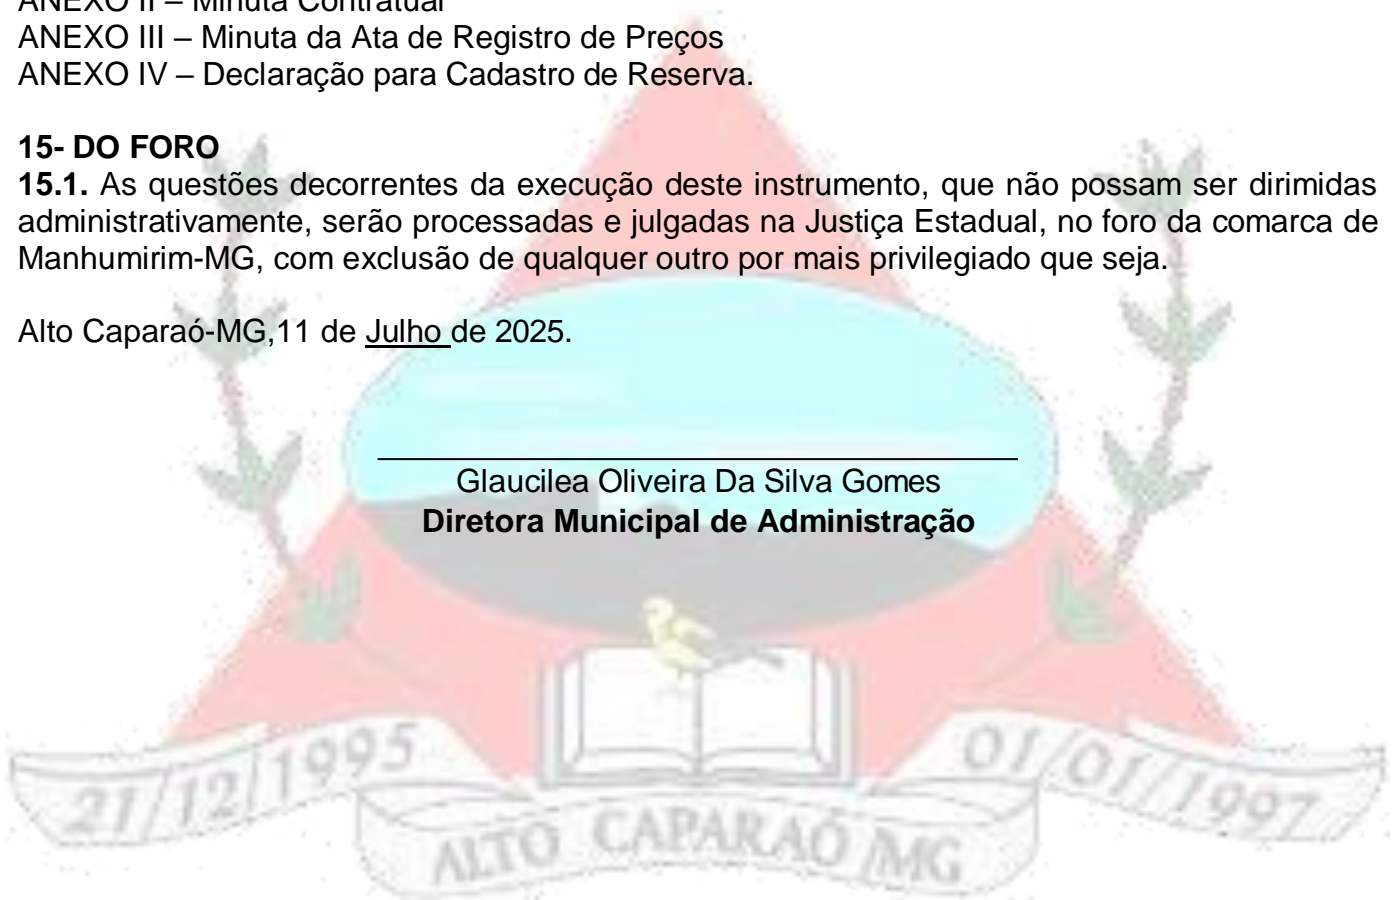 ANEXO II – Minuta Contratual
ANEXO III – Minuta da Ata de Registro de Preços
ANEXO IV – Declaração para Cadastro de Reserva.
15- DO FORO
15.1. As questões decorrentes da execução deste instrumento, que não possam ser dirimidas
administrativamente, serão processadas e julgadas na Justiça Estadual, no foro da comarca de
Manhumirim-MG, com exclusão de qualquer outro por mais privilegiado que seja.
Alto Caparaó-MG,11 de Julho de 2025.
Glaucilea Oliveira Da Silva Gomes
Diretora Municipal de Administração
21/12/1995
01/01/1997
ALTO CAPARAÓ MG